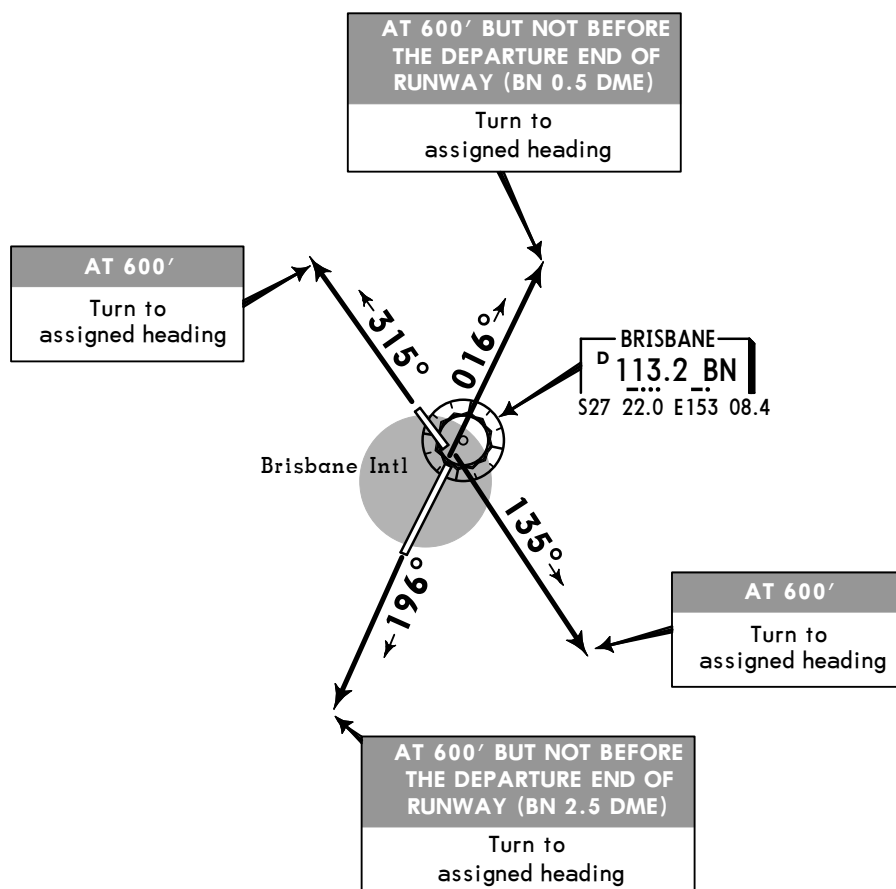 AT 600' BUT NOT BEFORE
THE DEPARTURE END OF
RUNWAY (BN 0.5 DME)
Turn to
assigned heading
AT 600'
Turn to
assigned heading
315°
016°
BRISBANE
D 113.2 BN
S27 22.0 E153 08.4
Brisbane Intl
135°
196°
AT 600'
Turn to
assigned heading
AT 600' BUT NOT BEFORE
THE DEPARTURE END OF
RUNWAY (BN 2.5 DME)
Turn to
assigned heading